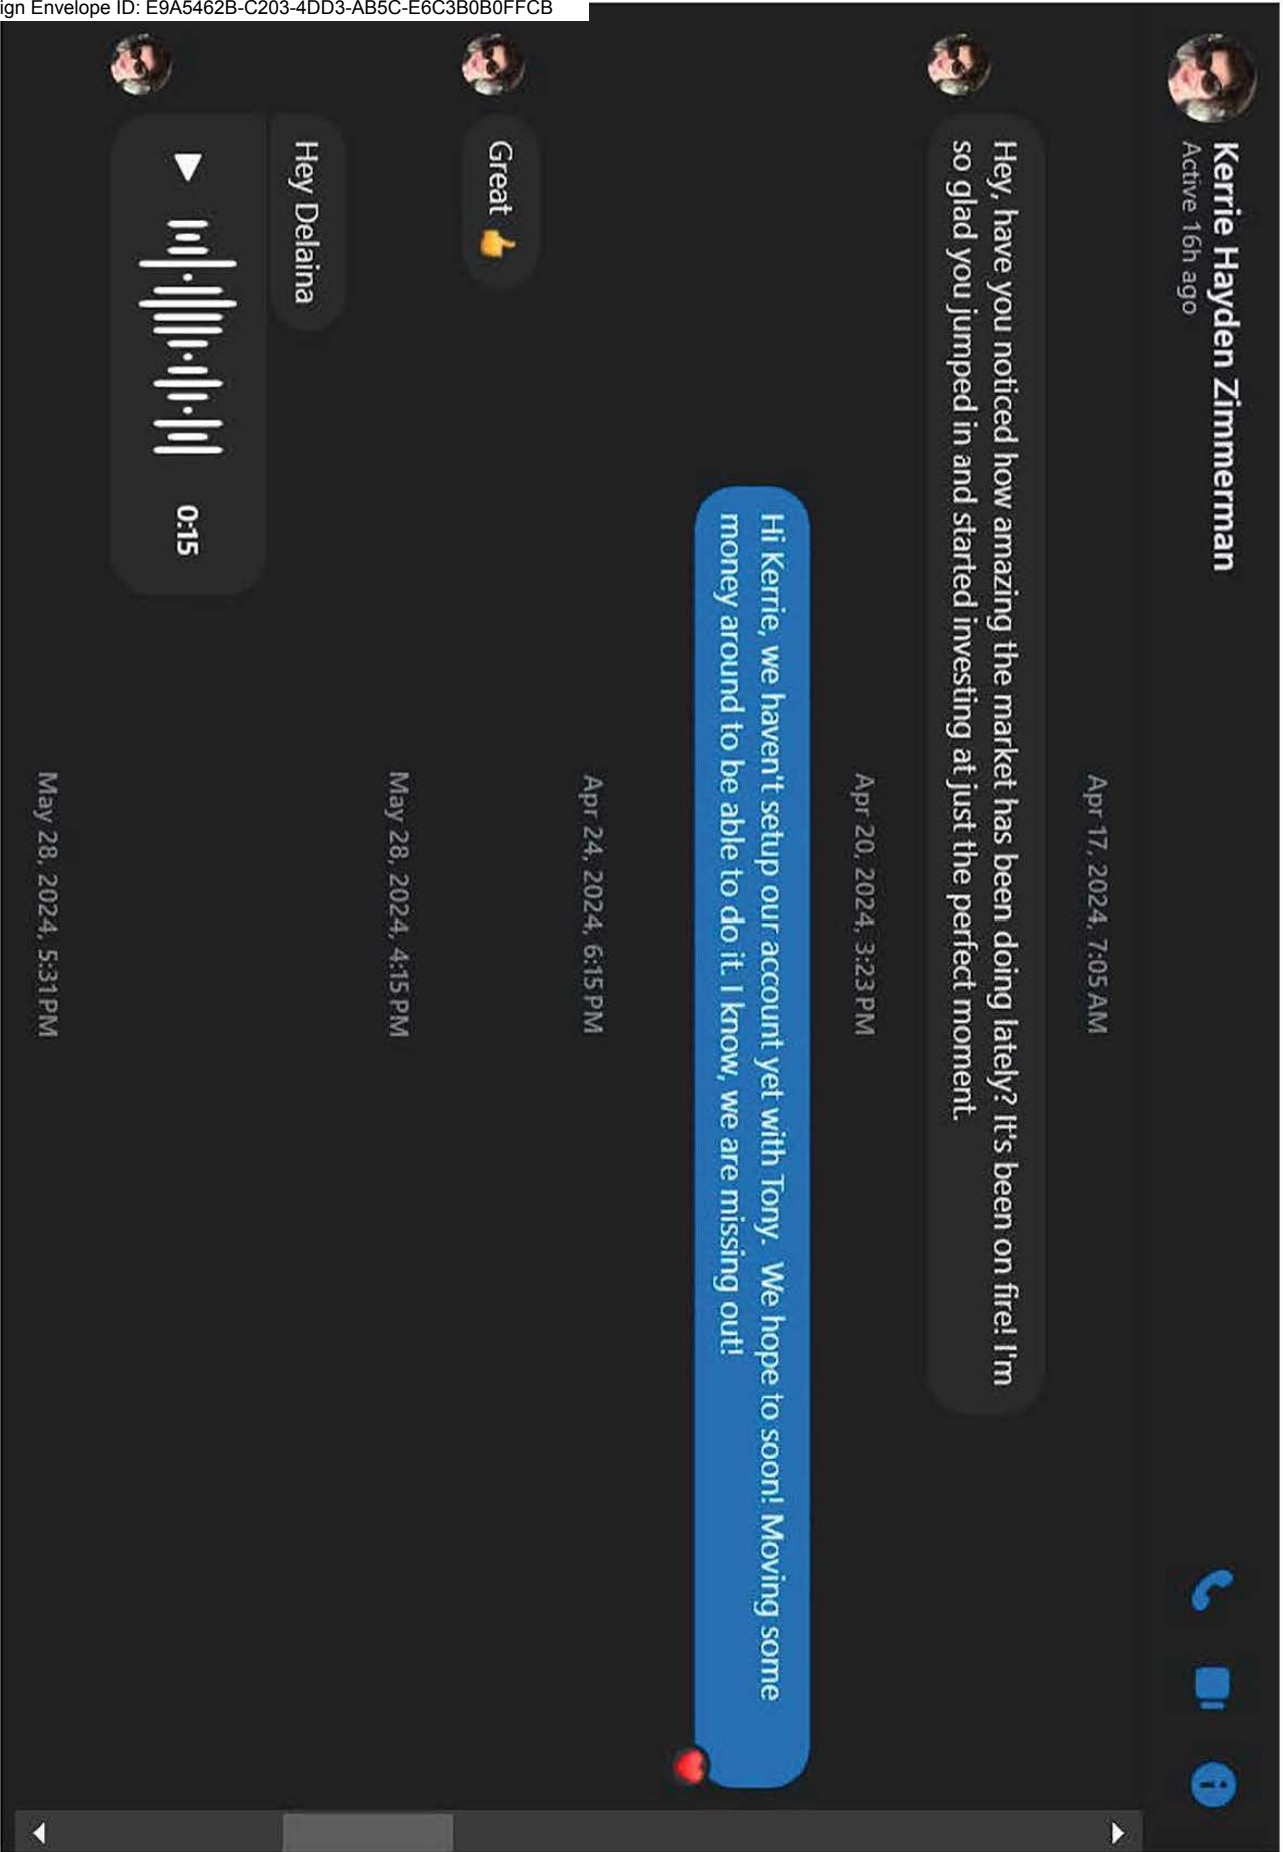 ign Envelope ID: E9A5462B-C203-4DD3-AB5C-E6C3B0B0FFCB
Kerrie Hayden Zimmerman
Active 16h ago
Apr 17, 2024, 7:05 AM
Hey, have you noticed how amazing the market has been doing lately? It's been on fire! I'm
so glad you jumped in and started investing at just the perfect moment.
Apr 20, 2024, 3:23 PM
Hi Kerrie, we haven't setup our account yet with Tony.  We hope to soon! Moving some
money around to be able to do it. I know, we are missing out!
Apr 24, 2024, 6:15 PM
Great 👍
May 28, 2024, 4:15 PM
Hey Delaina
0:15
May 28, 2024, 5:31 PM